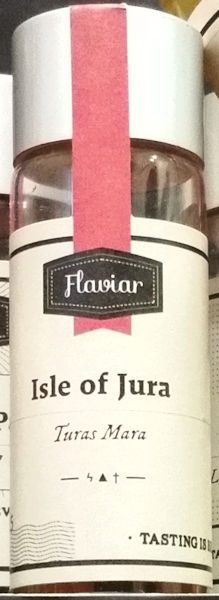 Flaviar
Isle of Jura
Turas Mara
TASTING IS